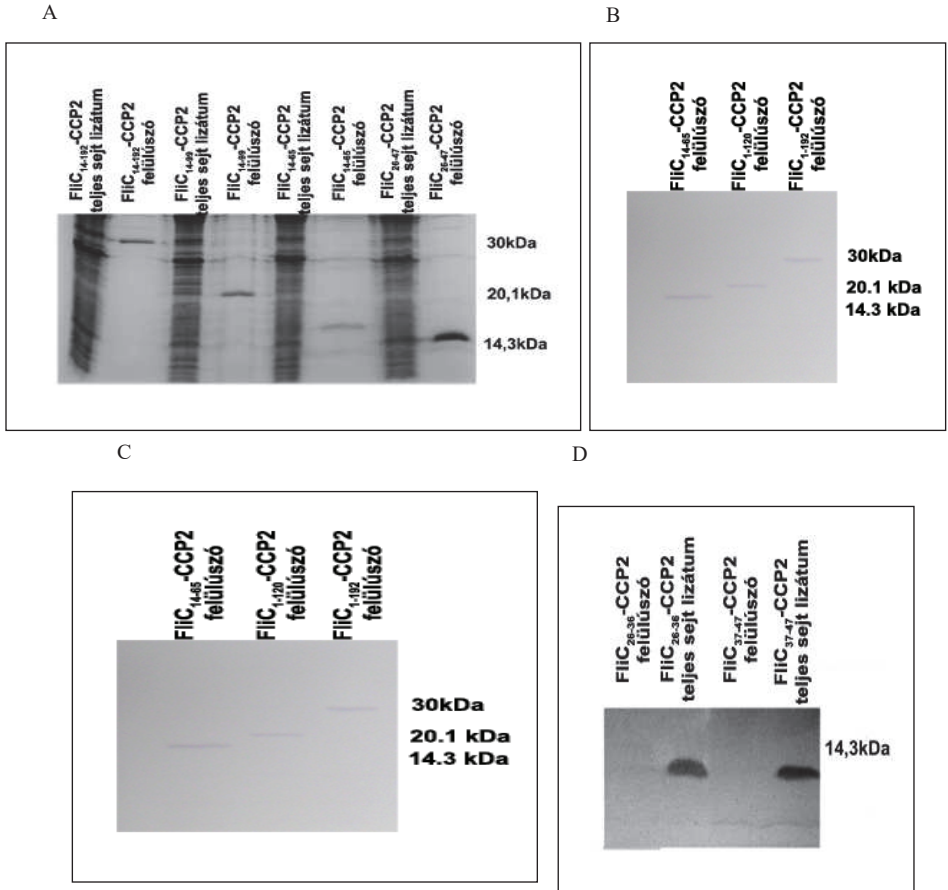 A
FliC14-192-CCP2
teljes sejt lizátum
FliC14-192-CCP2
felülúszó
FliC14-99-CCP2
teljes sejt lizátum
FliC14-99-CCP2
felülúszó
FliC14-65-CCP2
teljes sejt lizátum
FliC14-65-CCP2
felülúszó
FliC26-47-CCP2
teljes sejt lizátum
FliC26-47-CCP2
felülúszó
30kDa
20,1kDa
14,3kDa
B
FliC14-65-CCP2
felülúszó
FliC1-120-CCP2
felülúszó
FliC1-192-CCP2
felülúszó
30kDa
20.1 kDa
14.3 kDa
C
FliC14-65-CCP2
felülúszó
FliC1-120-CCP2
felülúszó
FliC1-192-CCP2
felülúszó
30kDa
20.1 kDa
14.3 kDa
D
FliC26-36-CCP2
felülúszó
FliC26-36-CCP2
teljes sejt lizátum
FliC37-47-CCP2
felülúszó
FliC37-47-CCP2
teljes sejt lizátum
14,3kDa